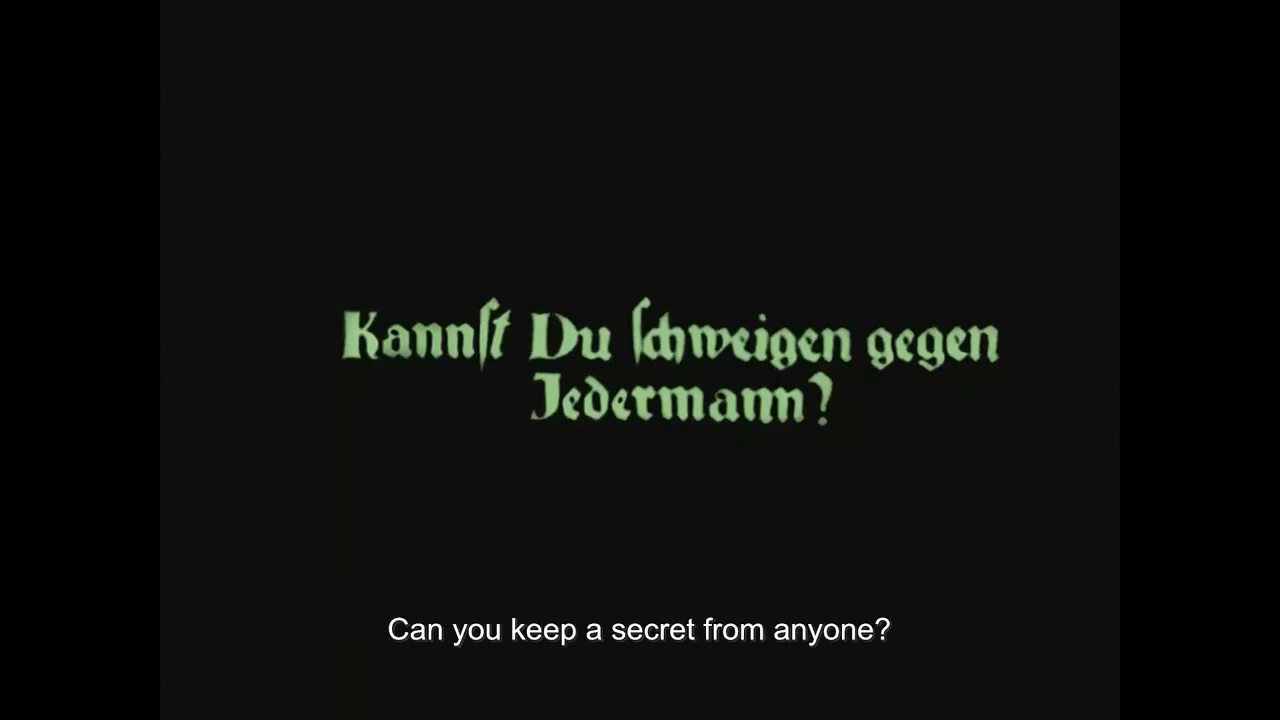 Kannſt Du ſchweigen gegen
Jedermann?
Can you keep a secret from anyone?